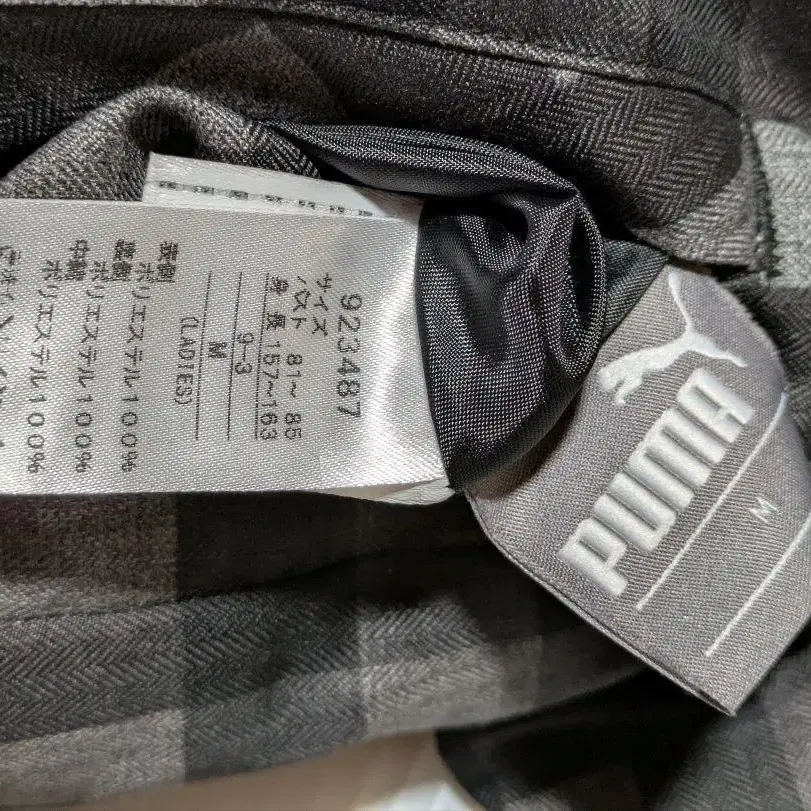 923487
サイズ
バスト 81〜85
身長 157〜163
9-3
M
(LADIES)
表側
ポリエステル100%
裏側
ポリエステル100%
中綿
ポリエステル100%
PUMA
M